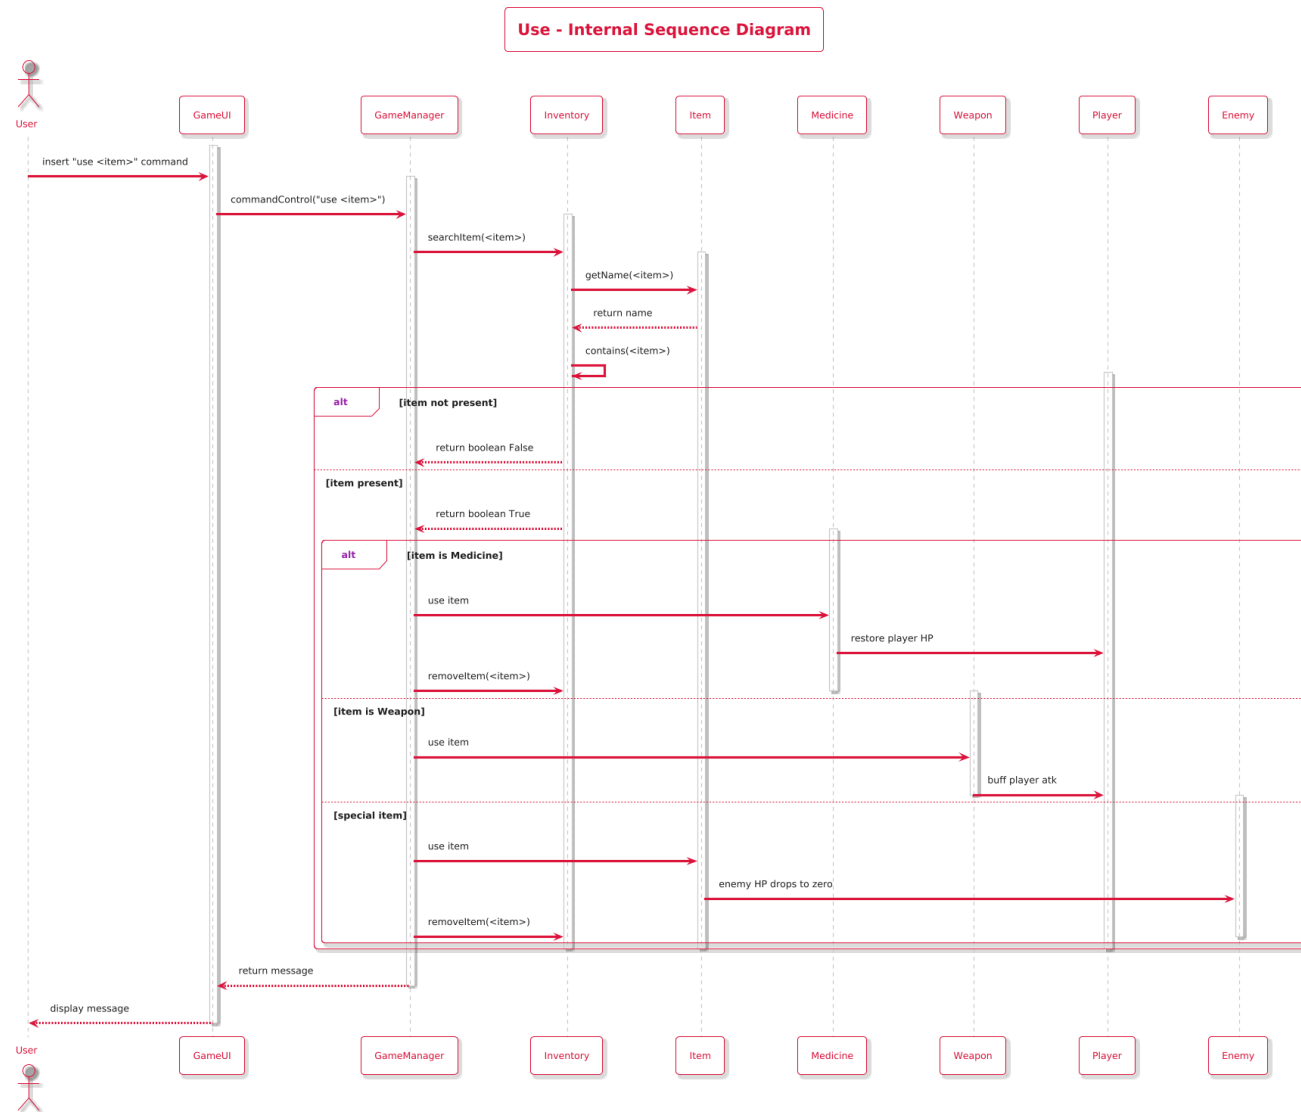 Use - Internal Sequence Diagram
User
GameUI
GameManager
Inventory
Item
Medicine
Weapon
Player
Enemy
insert "use <item>" command
commandControl("use <item>")
searchItem(<item>)
getName(<item>)
return name
contains(<item>)
alt
[item not present]
return boolean False
[item present]
return boolean True
alt
[item is Medicine]
use item
restore player HP
removeItem(<item>)
[item is Weapon]
use item
buff player atk
[special item]
use item
enemy HP drops to zero
removeItem(<item>)
return message
display message
User
GameUI
GameManager
Inventory
Item
Medicine
Weapon
Player
Enemy